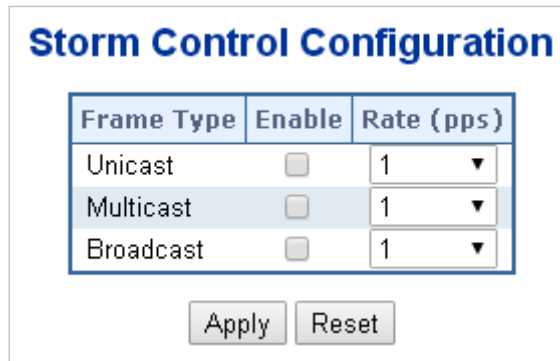 Storm Control Configuration
Frame Type Enable Rate (pps)
Unicast 1
Multicast 1
Broadcast 1
Apply Reset